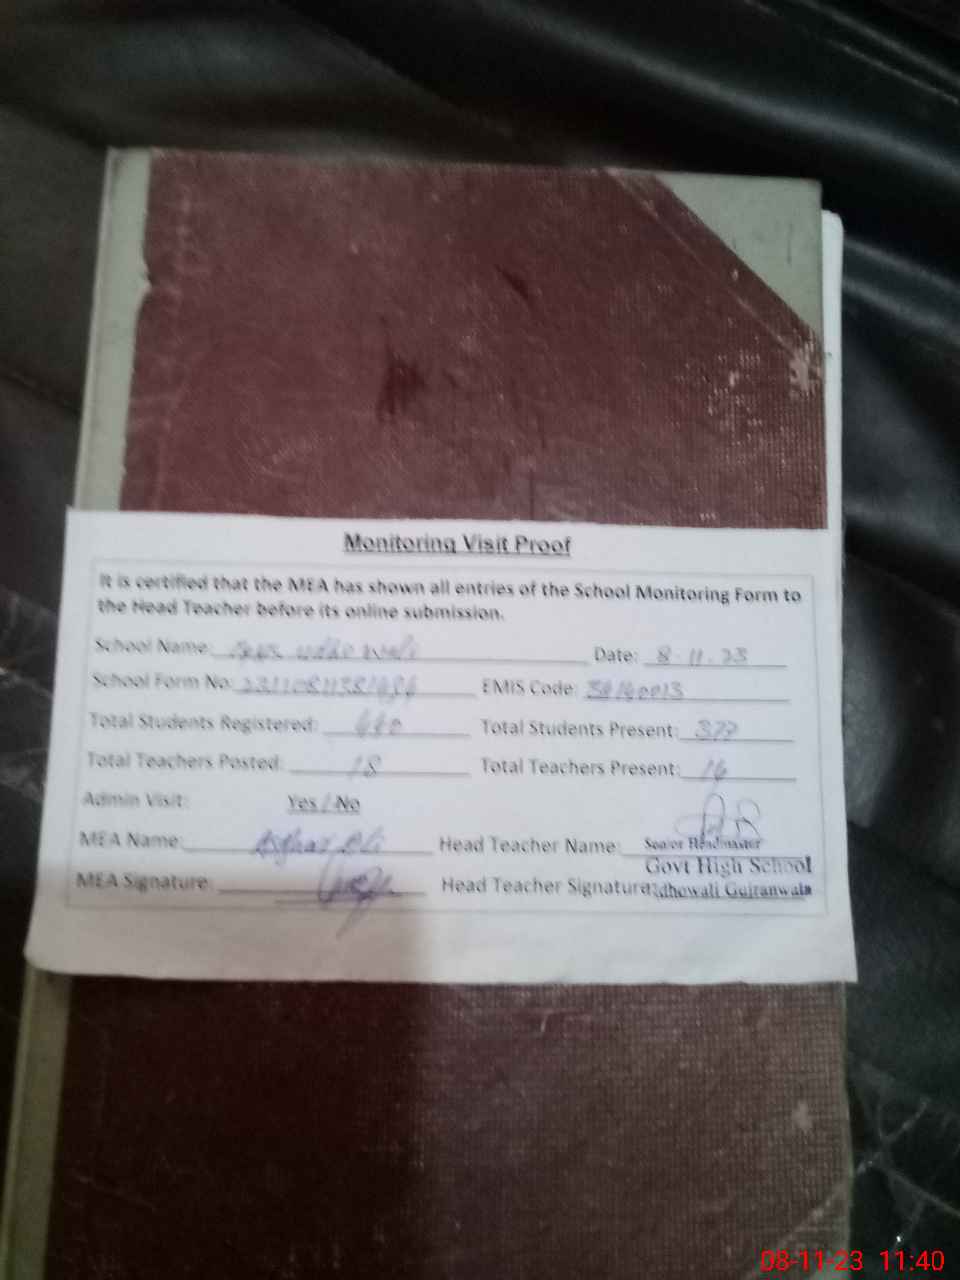 Monitoring Visit Proof
It is certified that the MEA has shown all entries of the School Monitoring Form to
the Head Teacher before its online submission.
School Name: Date: 8-11-23
School Form No: EMIS Code:
Total Students Registered: Total Students Present:
Total Teachers Posted: 18 Total Teachers Present: 16
Admin Visit: Yes / No
MEA Name: Asghar Ali Head Teacher Name:
Senior Headmaster
Govt High School
MEA Signature: Head Teacher Signature: dhowali Gujranwala
08-11-23 11:40